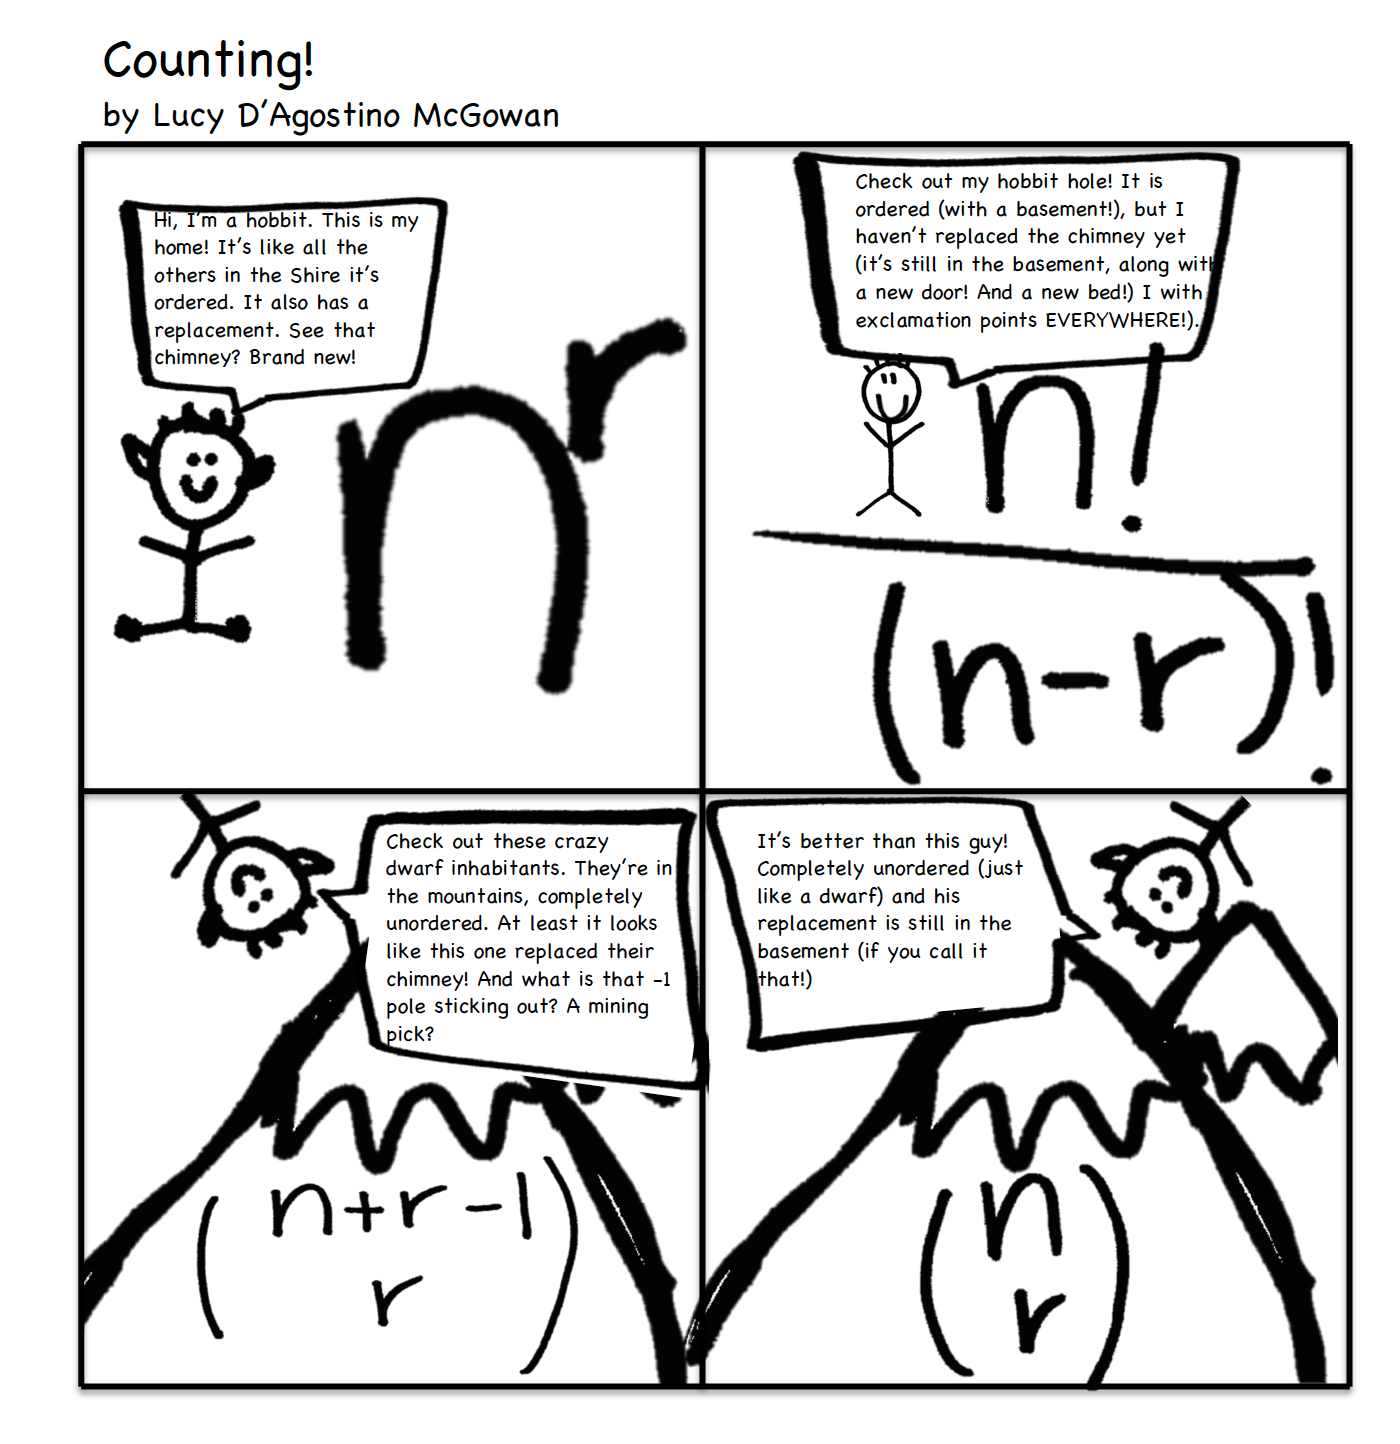 Counting!
by Lucy D'Agostino McGowan
Hi, I'm a hobbit. This is my
home! It's like all the
others in the Shire it's
ordered. It also has a
replacement. See that
chimney? Brand new!
n^r
Check out my hobbit hole! It is
ordered (with a basement!), but I
haven't replaced the chimney yet
(it's still in the basement, along with
a new door! And a new bed!) I with
exclamation points EVERYWHERE!).
n!
(n-r)!
Check out these crazy
dwarf inhabitants. They're in
the mountains, completely
unordered. At least it looks
like this one replaced their
chimney! And what is that -1
pole sticking out? A mining
pick?
(n+r-1
r)
It's better than this guy!
Completely unordered (just
like a dwarf) and his
replacement is still in the
basement (if you call it
that!)
(n
r)